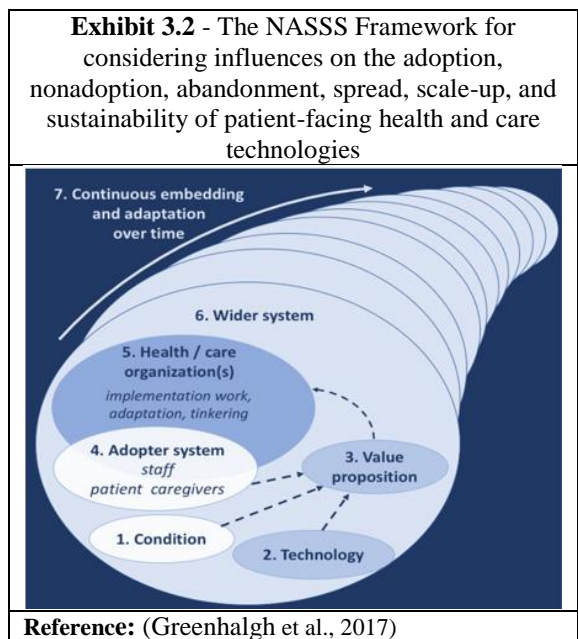 Exhibit 3.2 - The NASSS Framework for
considering influences on the adoption,
nonadoption, abandonment, spread, scale-up, and
sustainability of patient-facing health and care
technologies
7. Continuous embedding
and adaptation
over time
6. Wider system
5. Health / care
organization(s)
implementation work,
adaptation, tinkering
4. Adopter system
staff
patient caregivers
3. Value
proposition
1. Condition
2. Technology
Reference: (Greenhalgh et al., 2017)